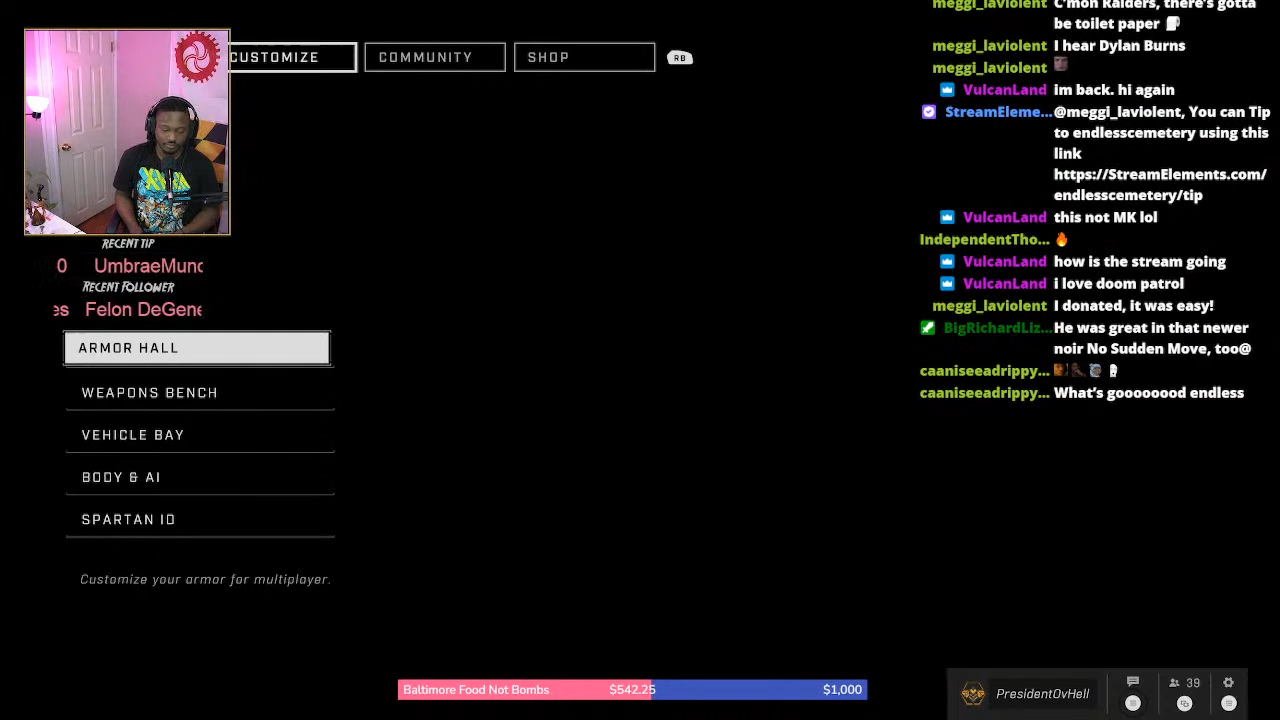 CUSTOMIZE
COMMUNITY
SHOP
RB
RECENT TIP
0 UmbraeMunc
RECENT FOLLOWER
es Felon DeGene
ARMOR HALL
WEAPONS BENCH
VEHICLE BAY
BODY & AI
SPARTAN ID
Customize your armor for multiplayer.
meggi_laviolent C'mon Raiders, there's gotta
be toilet paper
meggi_laviolent I hear Dylan Burns
meggi_laviolent
VulcanLand im back. hi again
StreamEleme... @meggi_laviolent, You can Tip
to endlesscemetery using this
link
https://StreamElements.com/
endlesscemetery/tip
VulcanLand this not MK lol
IndependentTho...
VulcanLand how is the stream going
VulcanLand i love doom patrol
meggi_laviolent I donated, it was easy!
BigRichardLiz... He was great in that newer
noir No Sudden Move, too@
caaniseeadrippy...
caaniseeadrippy... What's gooooooood endless
Baltimore Food Not Bombs $542.25 $1,000
PresidentOvHell
39